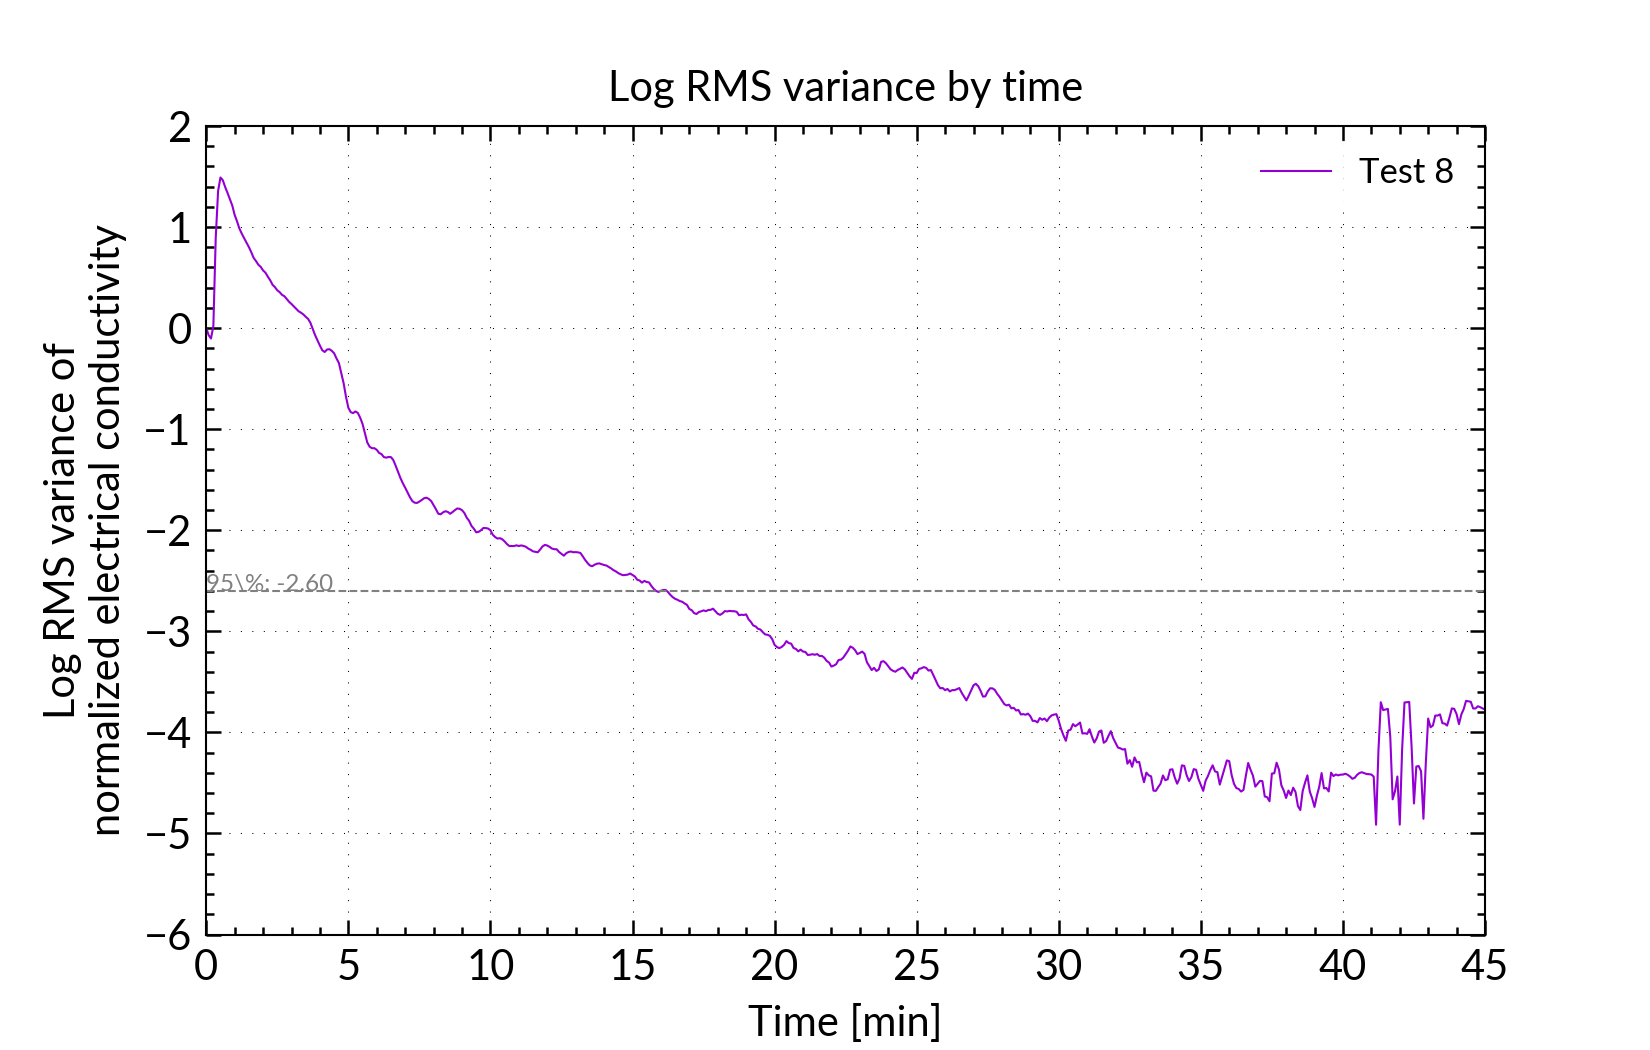 Log RMS variance by time
Test 8
Log RMS variance of
normalized electrical conductivity
2
1
0
−1
−2
95\%: -2.60
−3
−4
−5
−6
0 5 10 15 20 25 30 35 40 45
Time [min]